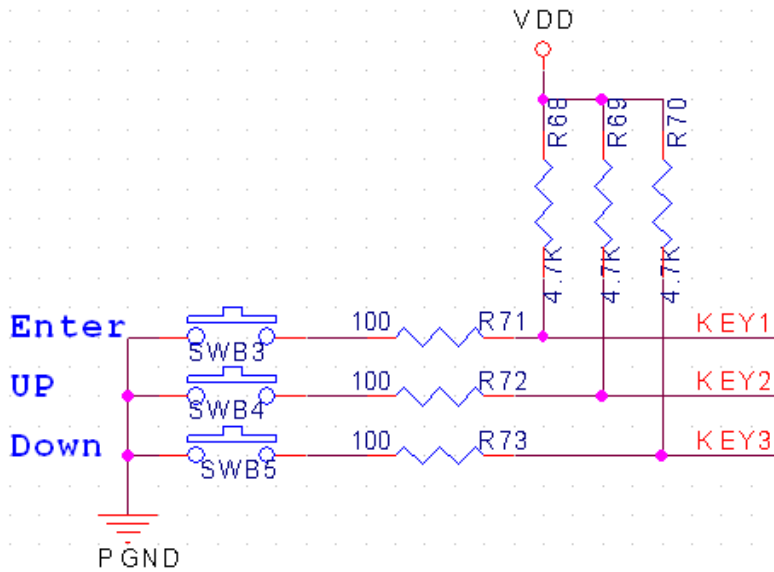 VDD
R68
R69
R70
4.7K
4.7K
4.7K
Enter
SWB3
100
R71
KEY1
UP
SWB4
100
R72
KEY2
Down
SWB5
100
R73
KEY3
PGND